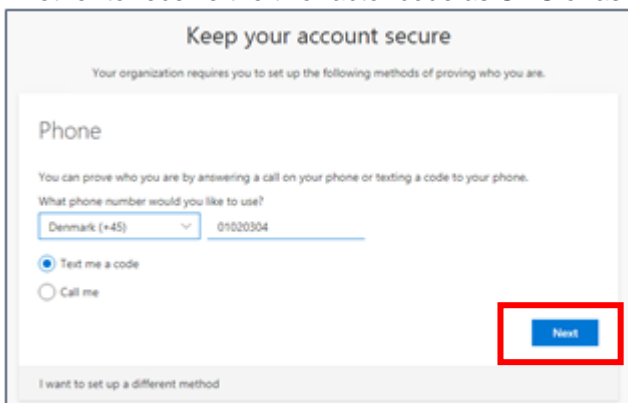 Keep your account secure
Your organization requires you to set up the following methods of proving who you are.
Phone
You can prove who you are by answering a call on your phone or texting a code to your phone.
What phone number would you like to use?
Denmark (+45) 01020304
Text me a code
Call me
Next
I want to set up a different method